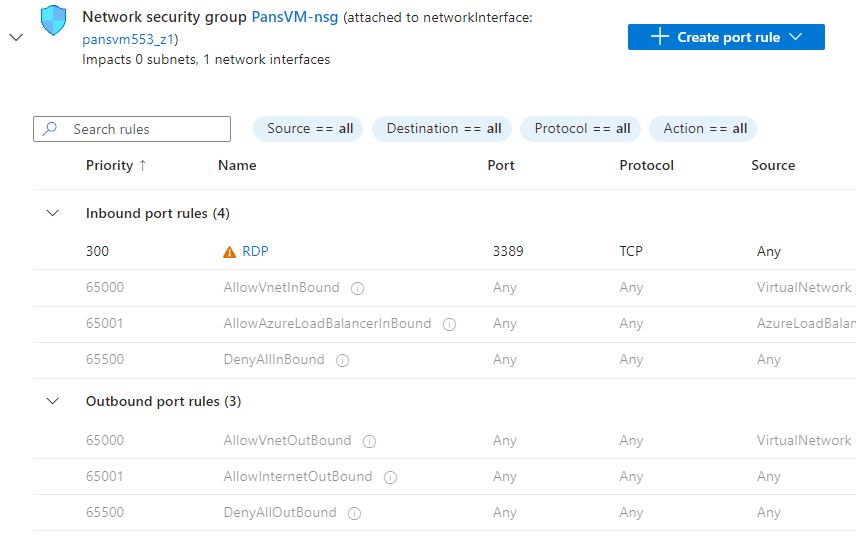 Network security group PansVM-nsg (attached to networkInterface:
pansvm553_z1)
Impacts 0 subnets, 1 network interfaces
Create port rule
Search rules
Source == all
Destination == all
Protocol == all
Action == all
Priority ↑ Name Port Protocol Source
Inbound port rules (4)
300 RDP 3389 TCP Any
65000 AllowVnetInBound Any Any VirtualNetwork
65001 AllowAzureLoadBalancerInBound Any Any AzureLoadBalan
65500 DenyAllInBound Any Any Any
Outbound port rules (3)
65000 AllowVnetOutBound Any Any VirtualNetwork
65001 AllowInternetOutBound Any Any Any
65500 DenyAllOutBound Any Any Any